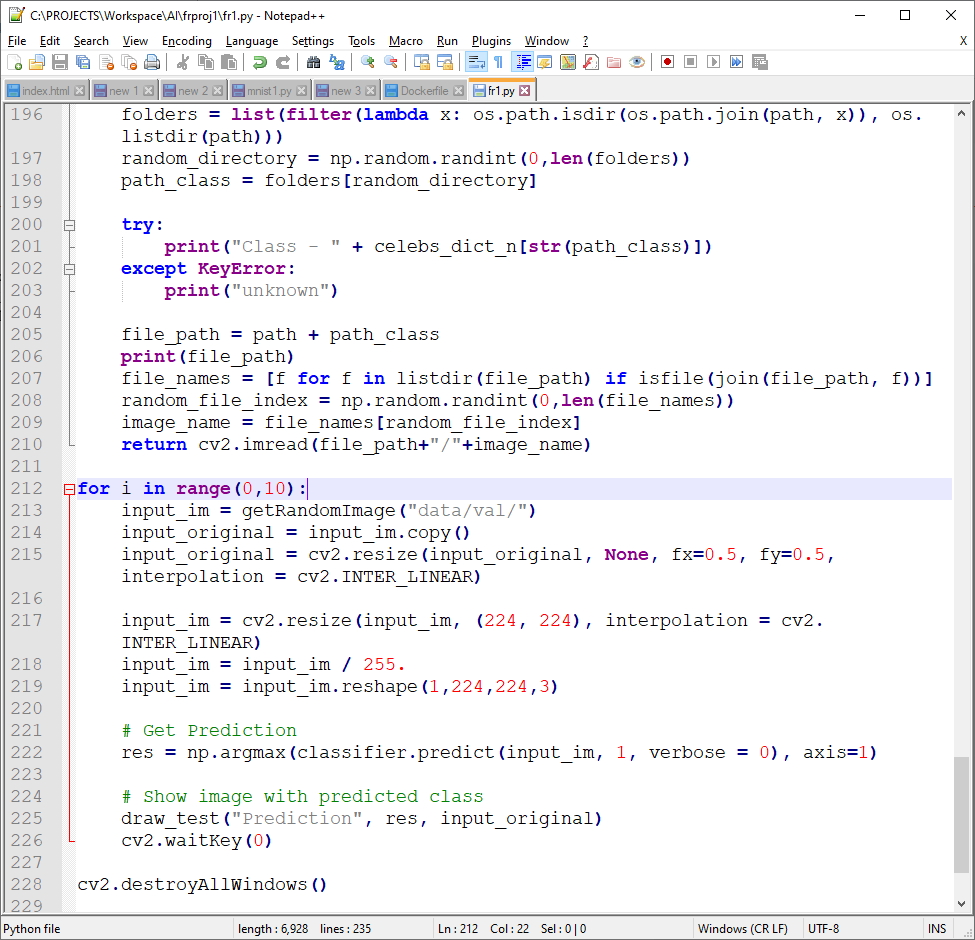 C:\PROJECTS\Workspace\AI\frproj1\fr1.py - Notepad++
File Edit Search View Encoding Language Settings Tools Macro Run Plugins Window ? X
index.html new 1 new 2 mnist1.py new 3 Dockerfile fr1.py
196 folders = list(filter(lambda x: os.path.isdir(os.path.join(path, x)), os.
listdir(path)))
197 random_directory = np.random.randint(0,len(folders))
198 path_class = folders[random_directory]
199
200 try:
201 print("Class - " + celebs_dict_n[str(path_class)])
202 except KeyError:
203 print("unknown")
204
205 file_path = path + path_class
206 print(file_path)
207 file_names = [f for f in listdir(file_path) if isfile(join(file_path, f))]
208 random_file_index = np.random.randint(0,len(file_names))
209 image_name = file_names[random_file_index]
210 return cv2.imread(file_path+"/"+image_name)
211
212 for i in range(0,10):
213 input_im = getRandomImage("data/val/")
214 input_original = input_im.copy()
215 input_original = cv2.resize(input_original, None, fx=0.5, fy=0.5,
interpolation = cv2.INTER_LINEAR)
216
217 input_im = cv2.resize(input_im, (224, 224), interpolation = cv2.
INTER_LINEAR)
218 input_im = input_im / 255.
219 input_im = input_im.reshape(1,224,224,3)
220
221 # Get Prediction
222 res = np.argmax(classifier.predict(input_im, 1, verbose = 0), axis=1)
223
224 # Show image with predicted class
225 draw_test("Prediction", res, input_original)
226 cv2.waitKey(0)
227
228 cv2.destroyAllWindows()
229
Python file length : 6,928 lines : 235 Ln : 212 Col : 22 Sel : 0 | 0 Windows (CR LF) UTF-8 INS